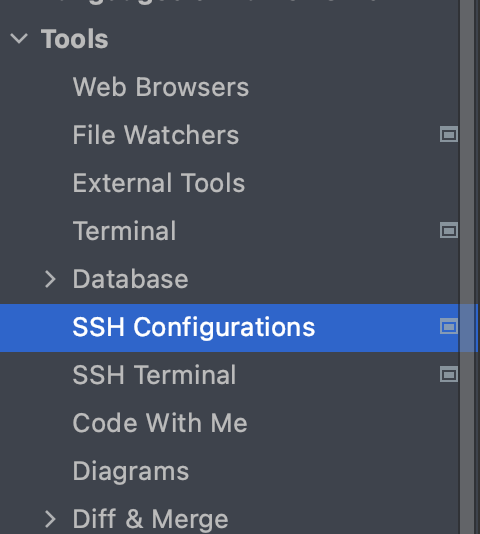 Tools
Web Browsers
File Watchers
External Tools
Terminal
Database
SSH Configurations
SSH Terminal
Code With Me
Diagrams
Diff & Merge